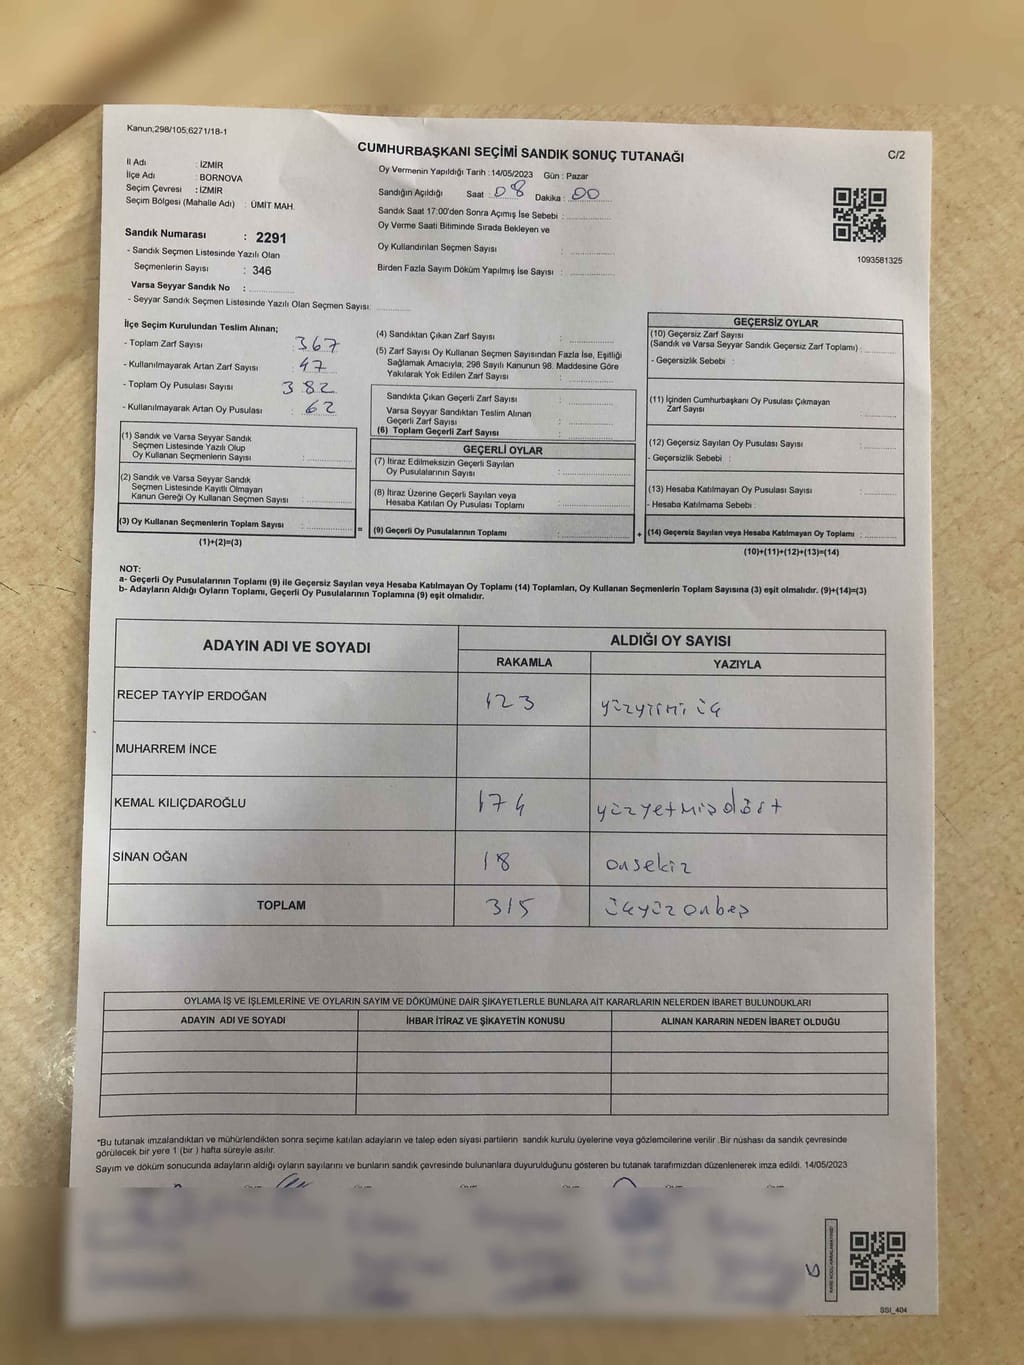 Kanun,298/105,6271/18-1
CUMHURBAŞKANI SEÇİMİ SANDIK SONUÇ TUTANAĞI
C/2
İl Adı : İZMİR
İlçe Adı : BORNOVA
Seçim Çevresi : İZMİR
Seçim Bölgesi (Mahalle Adı) : ÜMİT MAH.
Oy Vermenin Yapıldığı Tarih :14/05/2023 Gün : Pazar
Sandığın Açıldığı Saat : 08 Dakika : 00
Sandık Saat 17:00'den Sonra Açımış İse Sebebi :
Oy Verme Saati Bitiminde Sırada Bekleyen ve
Oy Kullandırılan Seçmen Sayısı :
Birden Fazla Sayım Döküm Yapılmış İse Sayısı :
1093581325
Sandık Numarası : 2291
- Sandık Seçmen Listesinde Yazılı Olan
Seçmenlerin Sayısı : 346
Varsa Seyyar Sandık No :
- Seyyar Sandık Seçmen Listesinde Yazılı Olan Seçmen Sayısı:
İlçe Seçim Kurulundan Teslim Alınan;
- Toplam Zarf Sayısı : 367
- Kullanılmayarak Artan Zarf Sayısı : 47
- Toplam Oy Pusulası Sayısı : 382
- Kullanılmayarak Artan Oy Pusulası : 62
(1) Sandık ve Varsa Seyyar Sandık
Seçmen Listesinde Yazılı Olup
Oy Kullanan Seçmenlerin Sayısı :
(2) Sandık ve Varsa Seyyar Sandık
Seçmen Listesinde Kayıtlı Olmayan
Kanun Gereği Oy Kullanan Seçmen Sayısı :
(3) Oy Kullanan Seçmenlerin Toplam Sayısı :
(1)+(2)=(3)
(4) Sandıktan Çıkan Zarf Sayısı :
(5) Zarf Sayısı Oy Kullanan Seçmen Sayısından Fazla İse, Eşitliği
Sağlamak Amacıyla, 298 Sayılı Kanunun 98. Maddesine Göre
Yakılarak Yok Edilen Zarf Sayısı :
Sandıkta Çıkan Geçerli Zarf Sayısı :
Varsa Seyyar Sandıktan Teslim Alınan
Geçerli Zarf Sayısı :
(6) Toplam Geçerli Zarf Sayısı :
GEÇERLİ OYLAR
(7) İtiraz Edilmeksizin Geçerli Sayılan
Oy Pusulalarının Sayısı :
(8) İtiraz Üzerine Geçerli Sayılan veya
Hesaba Katılan Oy Pusulası Toplamı :
= (9) Geçerli Oy Pusulalarının Toplamı :
GEÇERSİZ OYLAR
(10) Geçersiz Zarf Sayısı
(Sandık ve Varsa Seyyar Sandık Geçersiz Zarf Toplamı) :
- Geçersizlik Sebebi :
(11) İçinden Cumhurbaşkanı Oy Pusulası Çıkmayan
Zarf Sayısı :
(12) Geçersiz Sayılan Oy Pusulası Sayısı :
- Geçersizlik Sebebi :
(13) Hesaba Katılmayan Oy Pusulası Sayısı :
- Hesaba Katılmama Sebebi :
+ (14) Geçersiz Sayılan veya Hesaba Katılmayan Oy Toplamı :
(10)+(11)+(12)+(13)=(14)
NOT:
a- Geçerli Oy Pusulalarının Toplamı (9) ile Geçersiz Sayılan veya Hesaba Katılmayan Oy Toplamı (14) Toplamları, Oy Kullanan Seçmenlerin Toplam Sayısına (3) eşit olmalıdır. (9)+(14)=(3)
b- Adayların Aldığı Oyların Toplamı, Geçerli Oy Pusulalarının Toplamına (9) eşit olmalıdır.
ADAYIN ADI VE SOYADI
ALDIĞI OY SAYISI
RAKAMLA YAZIYLA
RECEP TAYYİP ERDOĞAN 123 yüzyirmi üç
MUHARREM İNCE
KEMAL KILIÇDAROĞLU 174 yüzyetmişdört
SİNAN OĞAN 18 onsekiz
TOPLAM 315 üçyüzonbeş
OYLAMA İŞ VE İŞLEMLERİNE VE OYLARIN SAYIM VE DÖKÜMÜNE DAİR ŞİKAYETLERLE BUNLARA AİT KARARLARIN NELERDEN İBARET BULUNDUKLARI
ADAYIN ADI VE SOYADI İHBAR İTİRAZ VE ŞİKAYETİN KONUSU ALINAN KARARIN NEDEN İBARET OLDUĞU
*Bu tutanak imzalandıktan ve mühürlendikten sonra seçime katılan adayların ve talep eden siyasi partilerin sandık kurulu üyelerine veya gözlemcilerine verilir .Bir nüshası da sandık çevresinde
görülecek bir yere 1 (bir ) hafta süreyle asılır.
Sayım ve döküm sonucunda adayların aldığı oyların sayılarını ve bunların sandık çevresinde bulunanlara duyurulduğunu gösteren bu tutanak tarafımızdan düzenlenerek imza edildi. 14/05/2023
SSI_404